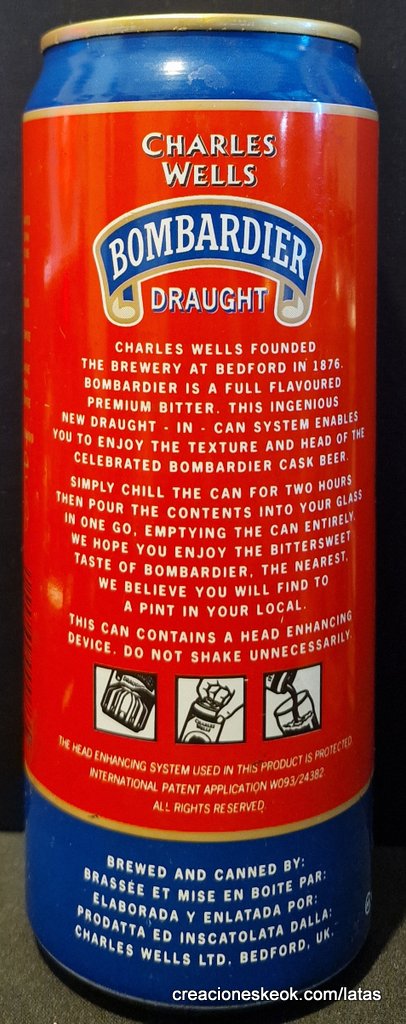 CHARLES
WELLS
BOMBARDIER
DRAUGHT
CHARLES WELLS FOUNDED
THE BREWERY AT BEDFORD IN 1876.
BOMBARDIER IS A FULL FLAVOURED
PREMIUM BITTER. THIS INGENIOUS
NEW DRAUGHT - IN - CAN SYSTEM ENABLES
YOU TO ENJOY THE TEXTURE AND HEAD OF THE
CELEBRATED BOMBARDIER CASK BEER.
SIMPLY CHILL THE CAN FOR TWO HOURS
THEN POUR THE CONTENTS INTO YOUR GLASS
IN ONE GO, EMPTYING THE CAN ENTIRELY.
WE HOPE YOU ENJOY THE BITTERSWEET
TASTE OF BOMBARDIER, THE NEAREST,
WE BELIEVE YOU WILL FIND TO
A PINT IN YOUR LOCAL.
THIS CAN CONTAINS A HEAD ENHANCING
DEVICE. DO NOT SHAKE UNNECESSARILY.
THE HEAD ENHANCING SYSTEM USED IN THIS PRODUCT IS PROTECTED.
INTERNATIONAL PATENT APPLICATION WO93/24382.
ALL RIGHTS RESERVED.
BREWED AND CANNED BY:
BRASSÉE ET MISE EN BOITE PAR:
ELABORADA Y ENLATADA POR:
PRODATTA ED INSCATOLATA DALLA:
CHARLES WELLS LTD, BEDFORD, UK.
creacioneskeok.com/latas